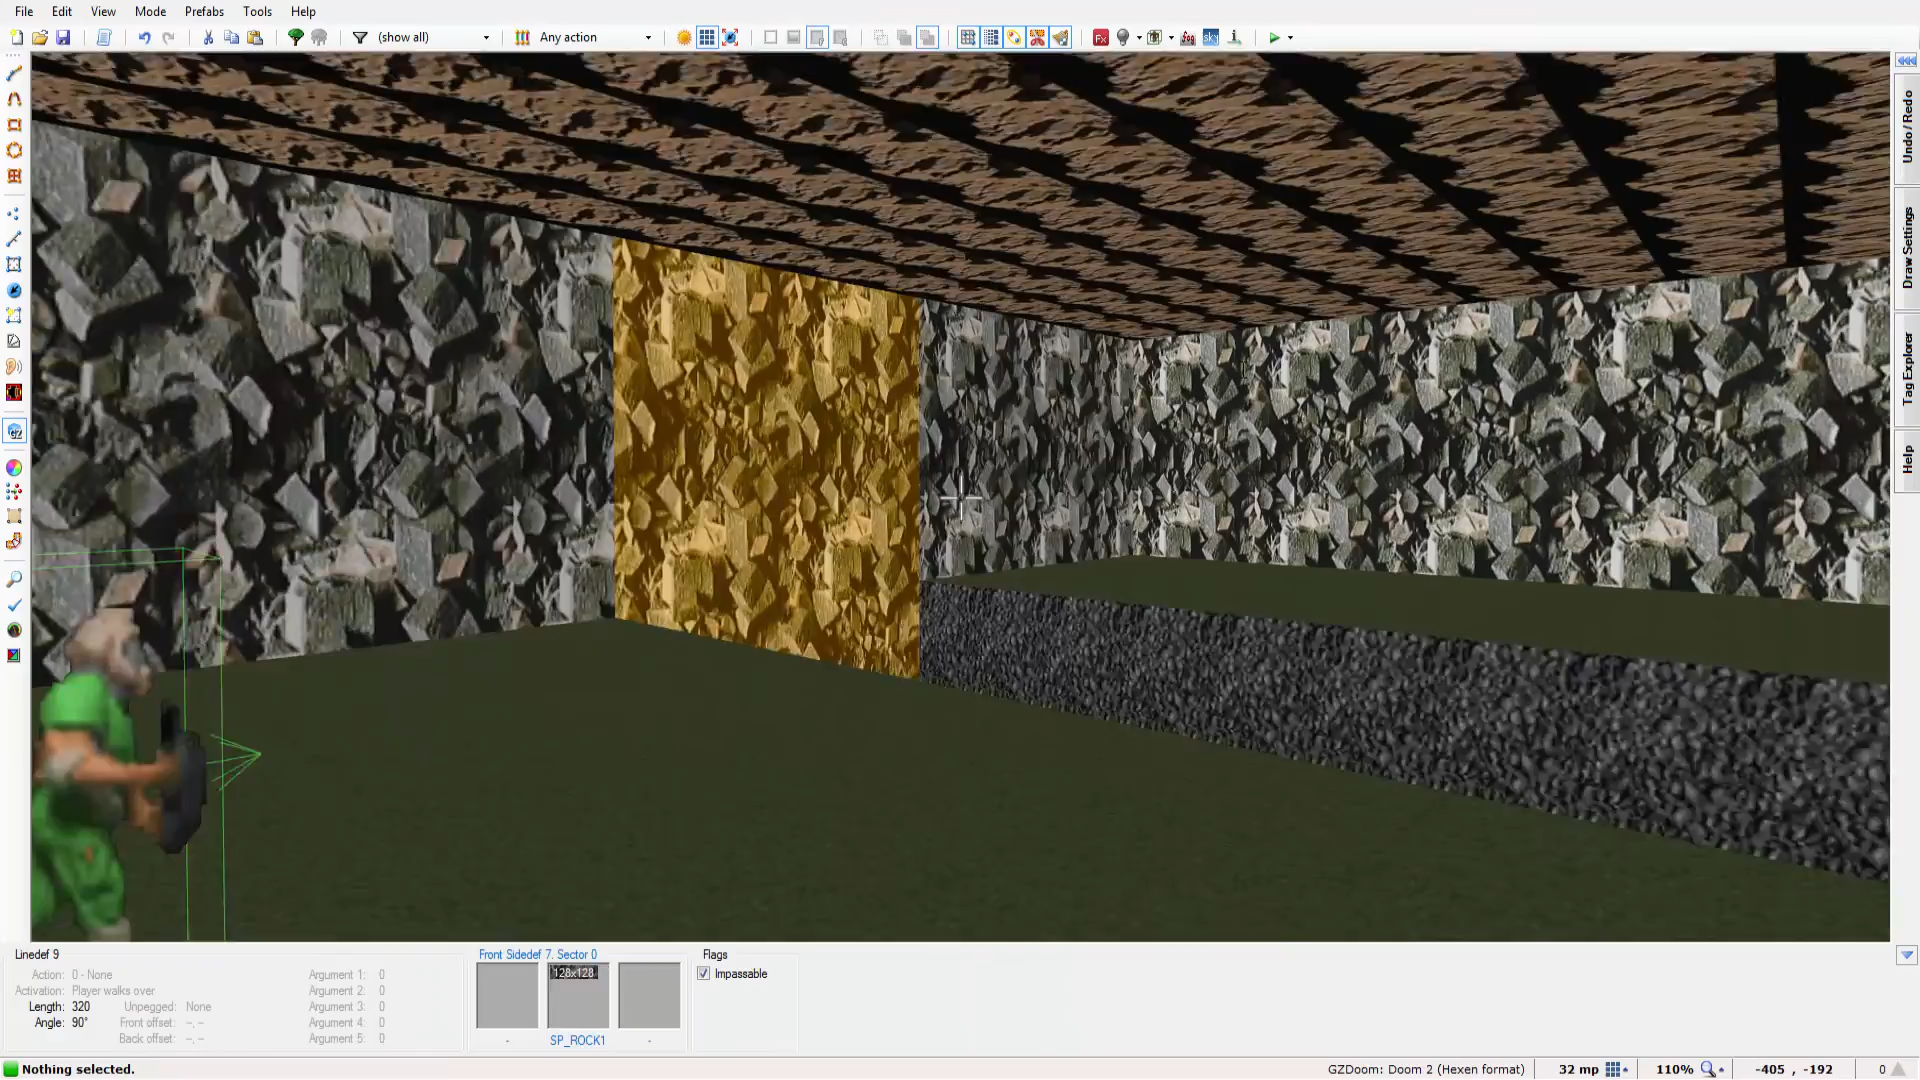 File Edit View Mode Prefabs Tools Help
(show all) Any action
Fx fog sky
Undo / Redo
Draw Settings
Tag Explorer
Help
Linedef 9
Action: 0 - None
Activation: Player walks over
Length: 320 Unpegged: None
Angle: 90° Front offset: --, --
Back offset: --, --
Argument 1: 0
Argument 2: 0
Argument 3: 0
Argument 4: 0
Argument 5: 0
Front Sidedef 7. Sector 0
128x128
- SP_ROCK1 -
Flags
Impassable
Nothing selected.
GZDoom: Doom 2 (Hexen format) 32 mp 110% -405 , -192 0